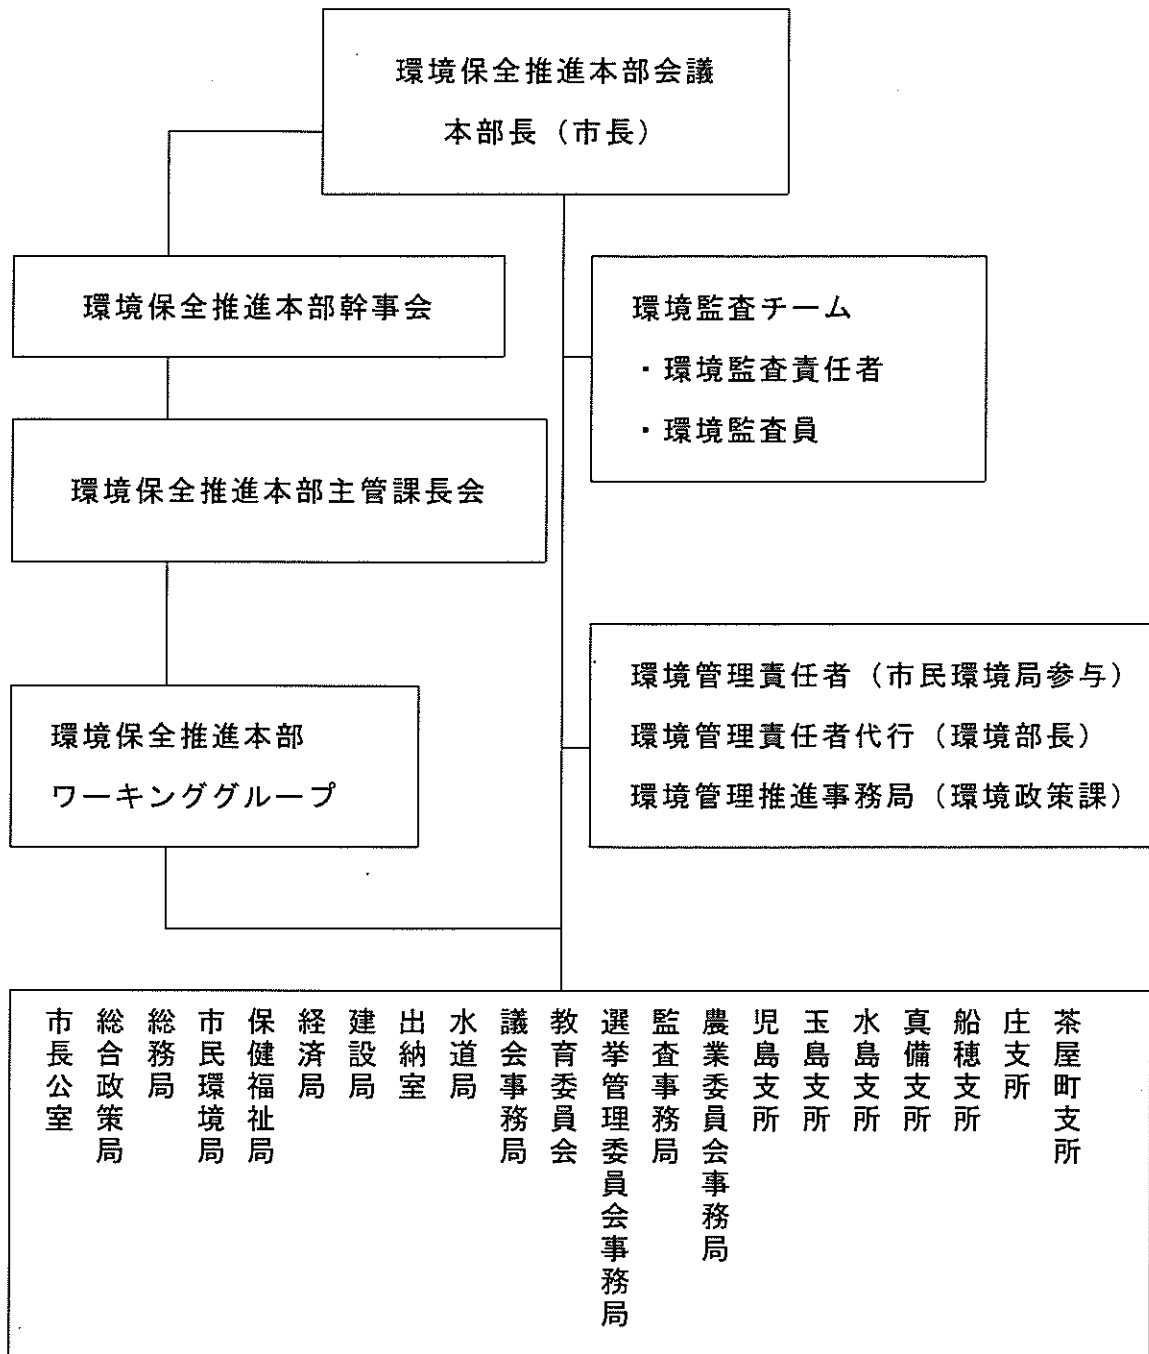 環境保全推進本部会議
本部長（市長）
環境保全推進本部幹事会
環境監査チーム
・環境監査責任者
・環境監査員
環境保全推進本部主管課長会
環境管理責任者（市民環境局参与）
環境管理責任者代行（環境部長）
環境管理推進事務局（環境政策課）
環境保全推進本部
ワーキンググループ
市長公室
総合政策局
総務局
市民環境局
保健福祉局
経済局
建設局
出納室
水道局
議会事務局
教育委員会
選挙管理委員会事務局
監査事務局
農業委員会事務局
児島支所
玉島支所
水島支所
真備支所
船穂支所
庄支所
茶屋町支所